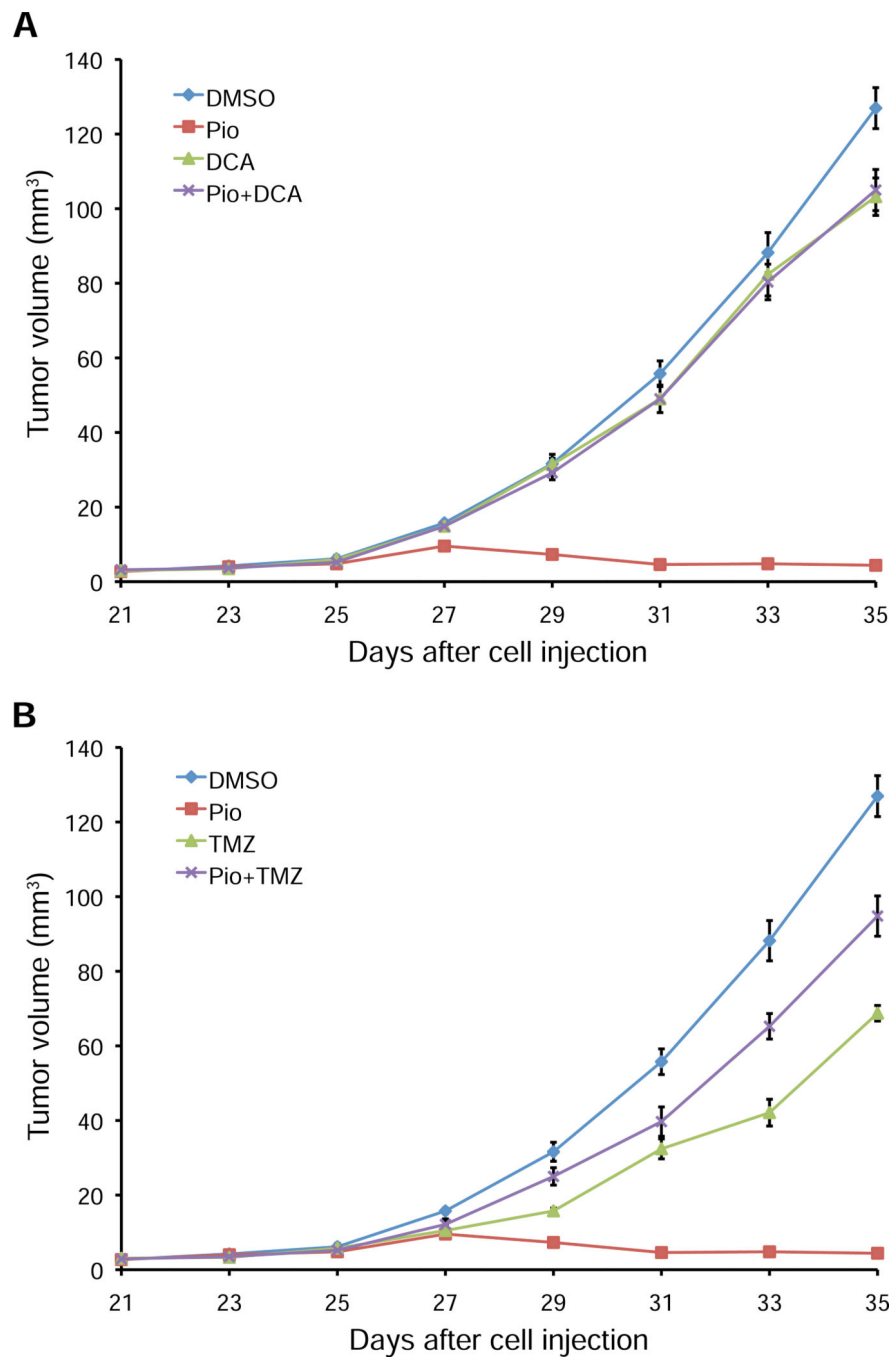 A
140
120
100
80
60
40
20
0
Tumor volume (mm³)
DMSO
Pio
DCA
Pio+DCA
21 23 25 27 29 31 33 35
Days after cell injection
B
140
120
100
80
60
40
20
0
Tumor volume (mm³)
DMSO
Pio
TMZ
Pio+TMZ
21 23 25 27 29 31 33 35
Days after cell injection